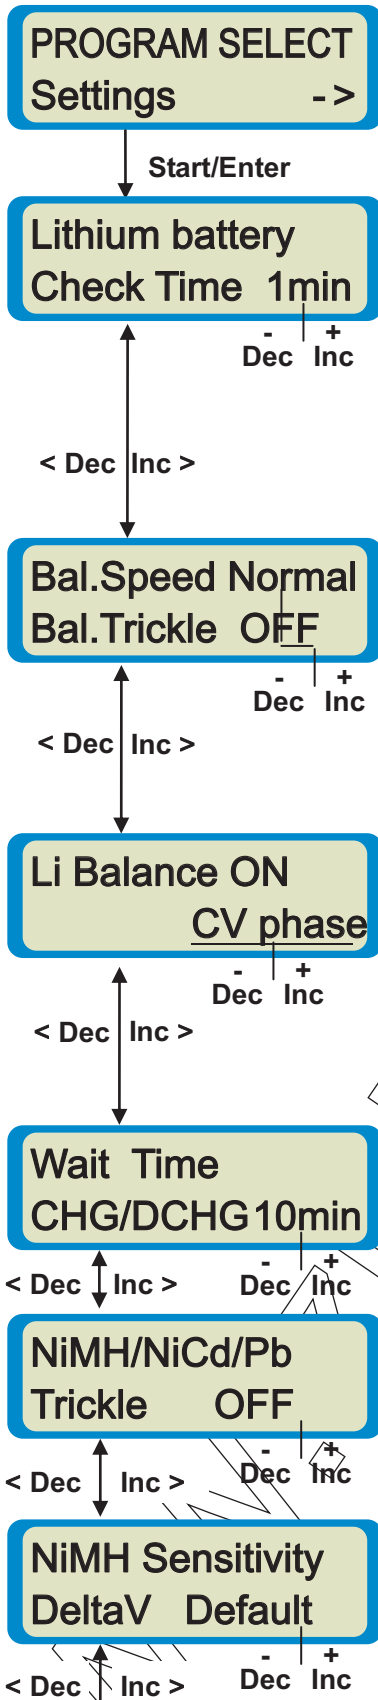 PROGRAM SELECT
Settings ->
Start/Enter
Lithium battery
Check Time 1min
- +
Dec Inc
< Dec Inc >
Bal.Speed Normal
Bal.Trickle OFF
- +
Dec Inc
< Dec Inc >
Li Balance ON
CV phase
- +
Dec Inc
< Dec Inc >
Wait Time
CHG/DCHG10min
- +
Dec Inc
< Dec Inc >
NiMH/NiCd/Pb
Trickle OFF
- +
Dec Inc
< Dec Inc >
NiMH Sensitivity
DeltaV Default
- +
Dec Inc
< Dec Inc >